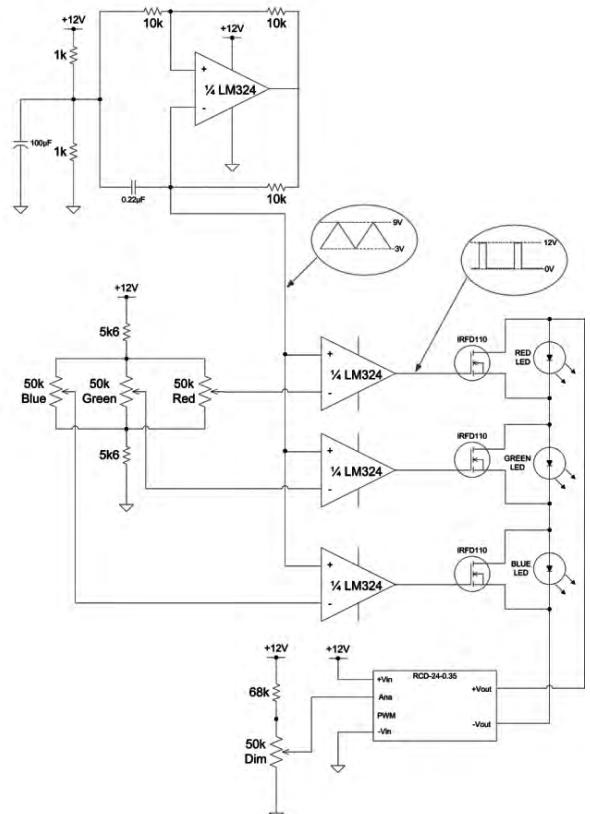 +12V
10k
10k
+12V
+12V
1k
+
¼ LM324
-
100µF
1k
0.22µF
10k
9V
3V
12V
0V
+12V
5k6
IRFD110
50k
Blue
50k
Green
50k
Red
+
¼ LM324
-
RED
LED
5k6
IRFD110
+
¼ LM324
-
GREEN
LED
IRFD110
+
¼ LM324
-
BLUE
LED
+12V
+12V
68k
+Vin
RCD-24-0.35
Ana
+Vout
PWM
-Vin
-Vout
50k
Dim